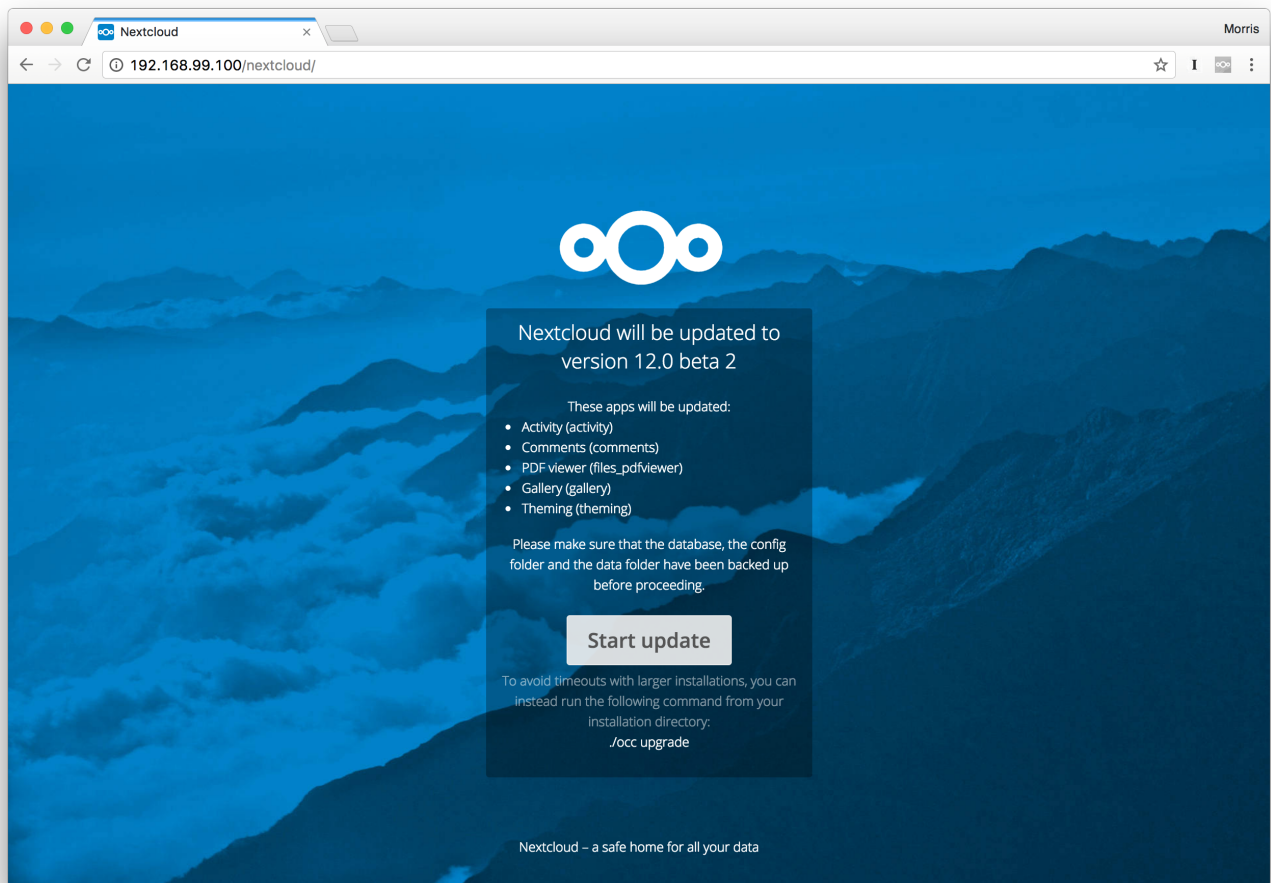 Nextcloud
Morris
192.168.99.100/nextcloud/
I
Nextcloud will be updated to
version 12.0 beta 2
These apps will be updated:
• Activity (activity)
• Comments (comments)
• PDF viewer (files_pdfviewer)
• Gallery (gallery)
• Theming (theming)
Please make sure that the database, the config
folder and the data folder have been backed up
before proceeding.
Start update
To avoid timeouts with larger installations, you can
instead run the following command from your
installation directory:
./occ upgrade
Nextcloud – a safe home for all your data